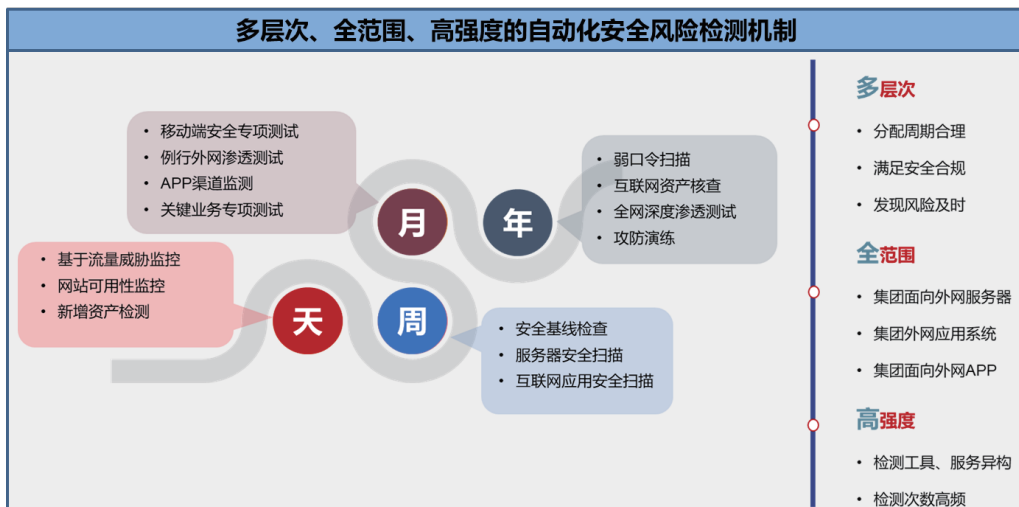 多层次、全范围、高强度的自动化安全风险检测机制
• 移动端安全专项测试
• 例行外网渗透测试
• APP渠道监测
• 关键业务专项测试
月
年
• 弱口令扫描
• 互联网资产核查
• 全网深度渗透测试
• 攻防演练
• 基于流量威胁监控
• 网站可用性监控
• 新增资产检测
天
周
• 安全基线检查
• 服务器安全扫描
• 互联网应用安全扫描
多层次
• 分配周期合理
• 满足安全合规
• 发现风险及时
全范围
• 集团面向外网服务器
• 集团外网应用系统
• 集团面向外网APP
高强度
• 检测工具、服务异构
• 检测次数高频